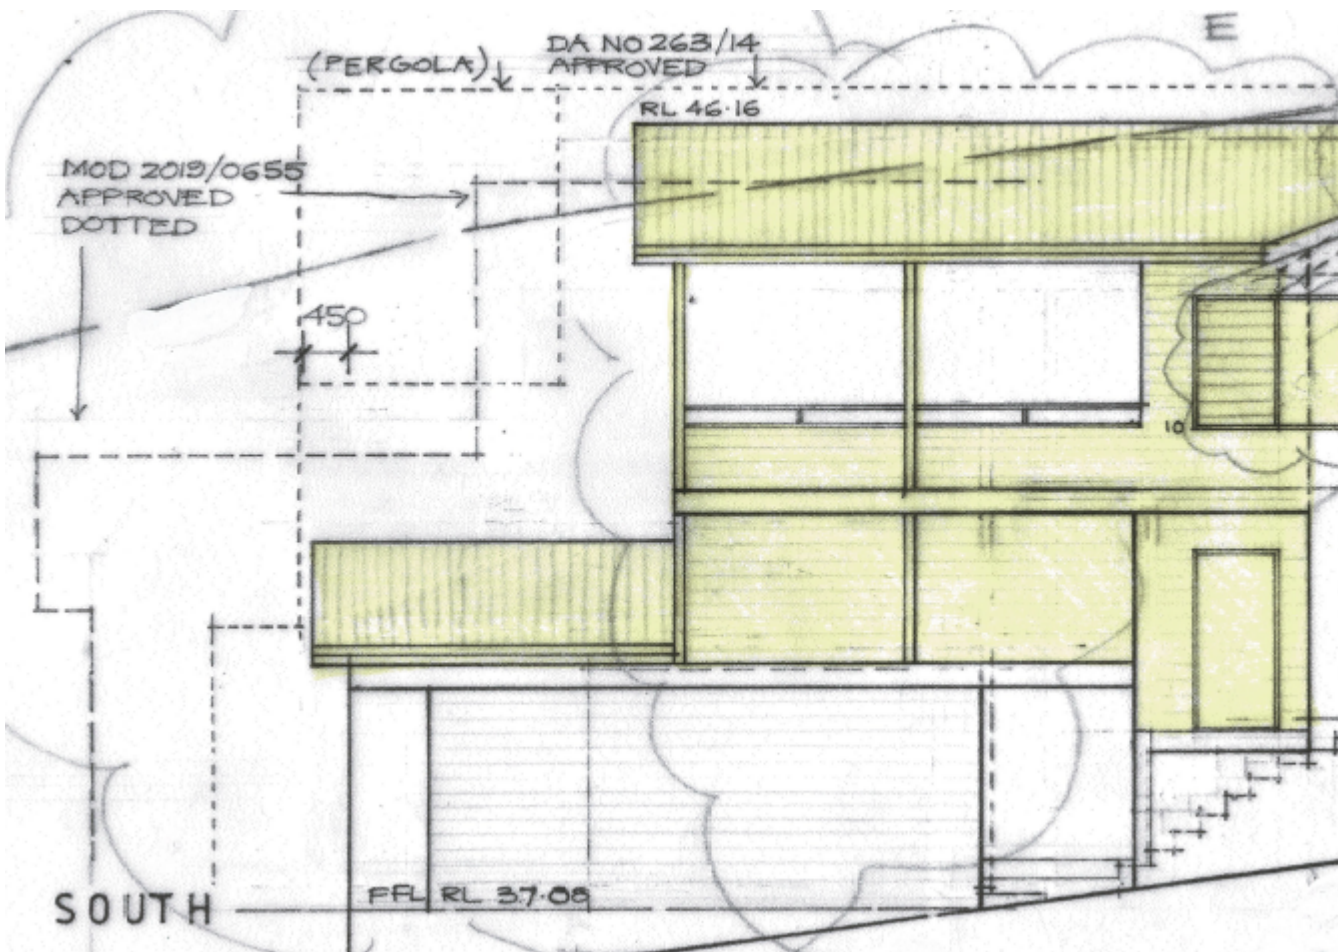 E
DA NO 263/14
APPROVED
(PERGOLA)
RL 46.16
MOD 2019/0655
APPROVED
DOTTED
450
10
FFL RL 37.08
SOUTH